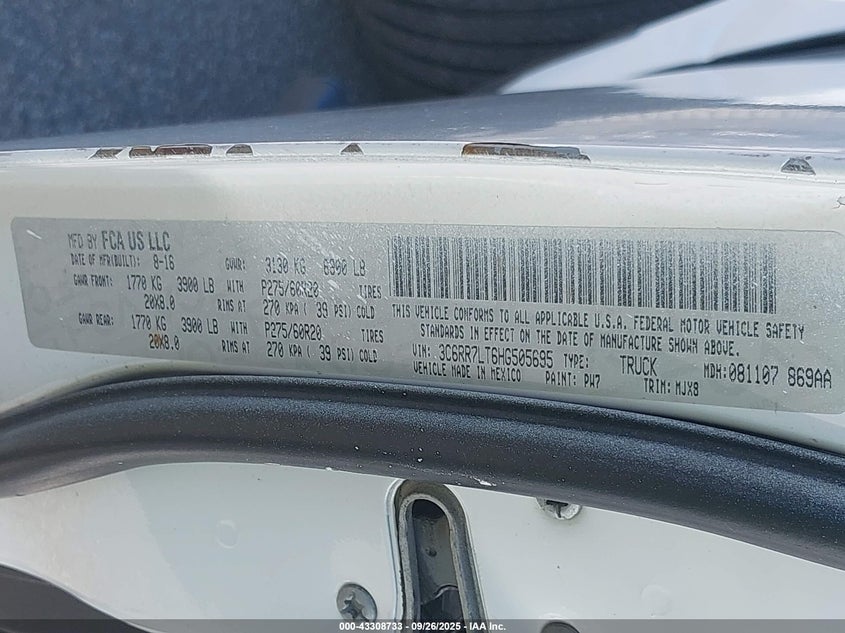 MFD BY FCA US LLC
DATE OF MFR(BUILT): 8-16 GVWR: 3130 KG 6900 LB
GAWR FRONT: 1770 KG 3900 LB WITH P275/60R20 TIRES
20X8.0 RIMS AT 270 KPA ( 39 PSI) COLD
GAWR REAR: 1770 KG 3900 LB WITH P275/60R20 TIRES
20X8.0 RIMS AT 270 KPA ( 39 PSI) COLD
THIS VEHICLE CONFORMS TO ALL APPLICABLE U.S.A. FEDERAL MOTOR VEHICLE SAFETY
STANDARDS IN EFFECT ON THE DATE OF MANUFACTURE SHOWN ABOVE.
VIN: 3C6RR7LT6HG505695 TYPE: TRUCK MDH:081107 869AA
VEHICLE MADE IN MEXICO PAINT: PW7 TRIM: MJX8
000-43308733 - 09/26/2025 - IAA Inc.